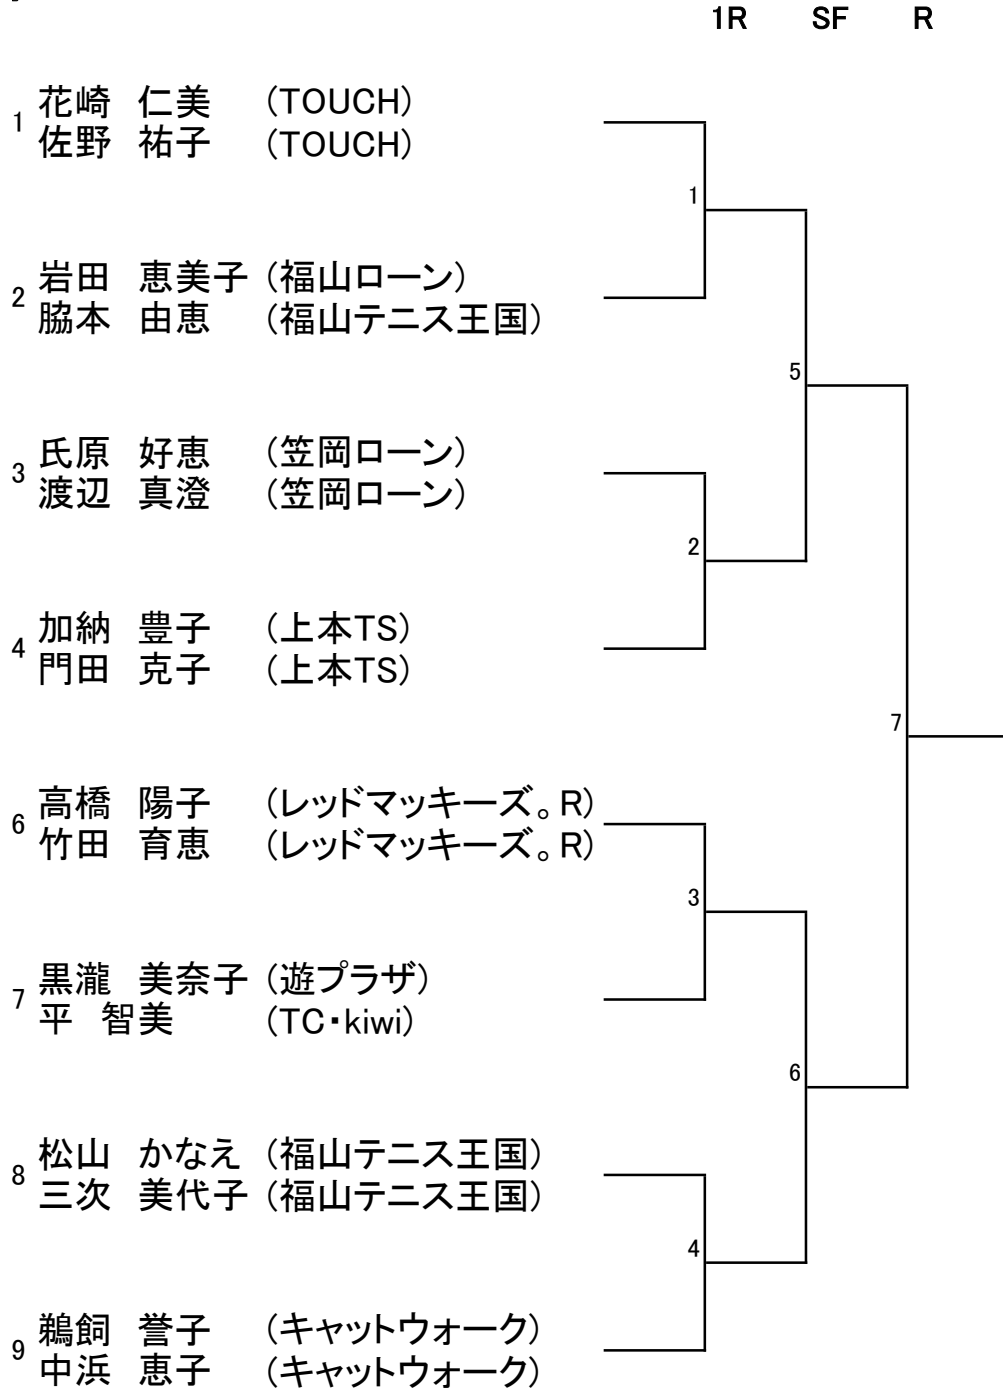 1R SF R
1 花崎 仁美 (TOUCH)
佐野 祐子 (TOUCH)
1
2 岩田 恵美子 (福山ローン)
脇本 由恵 (福山テニス王国)
5
3 氏原 好恵 (笠岡ローン)
渡辺 真澄 (笠岡ローン)
2
4 加納 豊子 (上本TS)
門田 克子 (上本TS)
7
6 高橋 陽子 (レッドマッキーズ。R)
竹田 育恵 (レッドマッキーズ。R)
3
7 黒瀧 美奈子 (遊プラザ)
平 智美 (TC・kiwi)
6
8 松山 かなえ (福山テニス王国)
三次 美代子 (福山テニス王国)
4
9 鵜飼 誉子 (キャットウォーク)
中浜 恵子 (キャットウォーク)